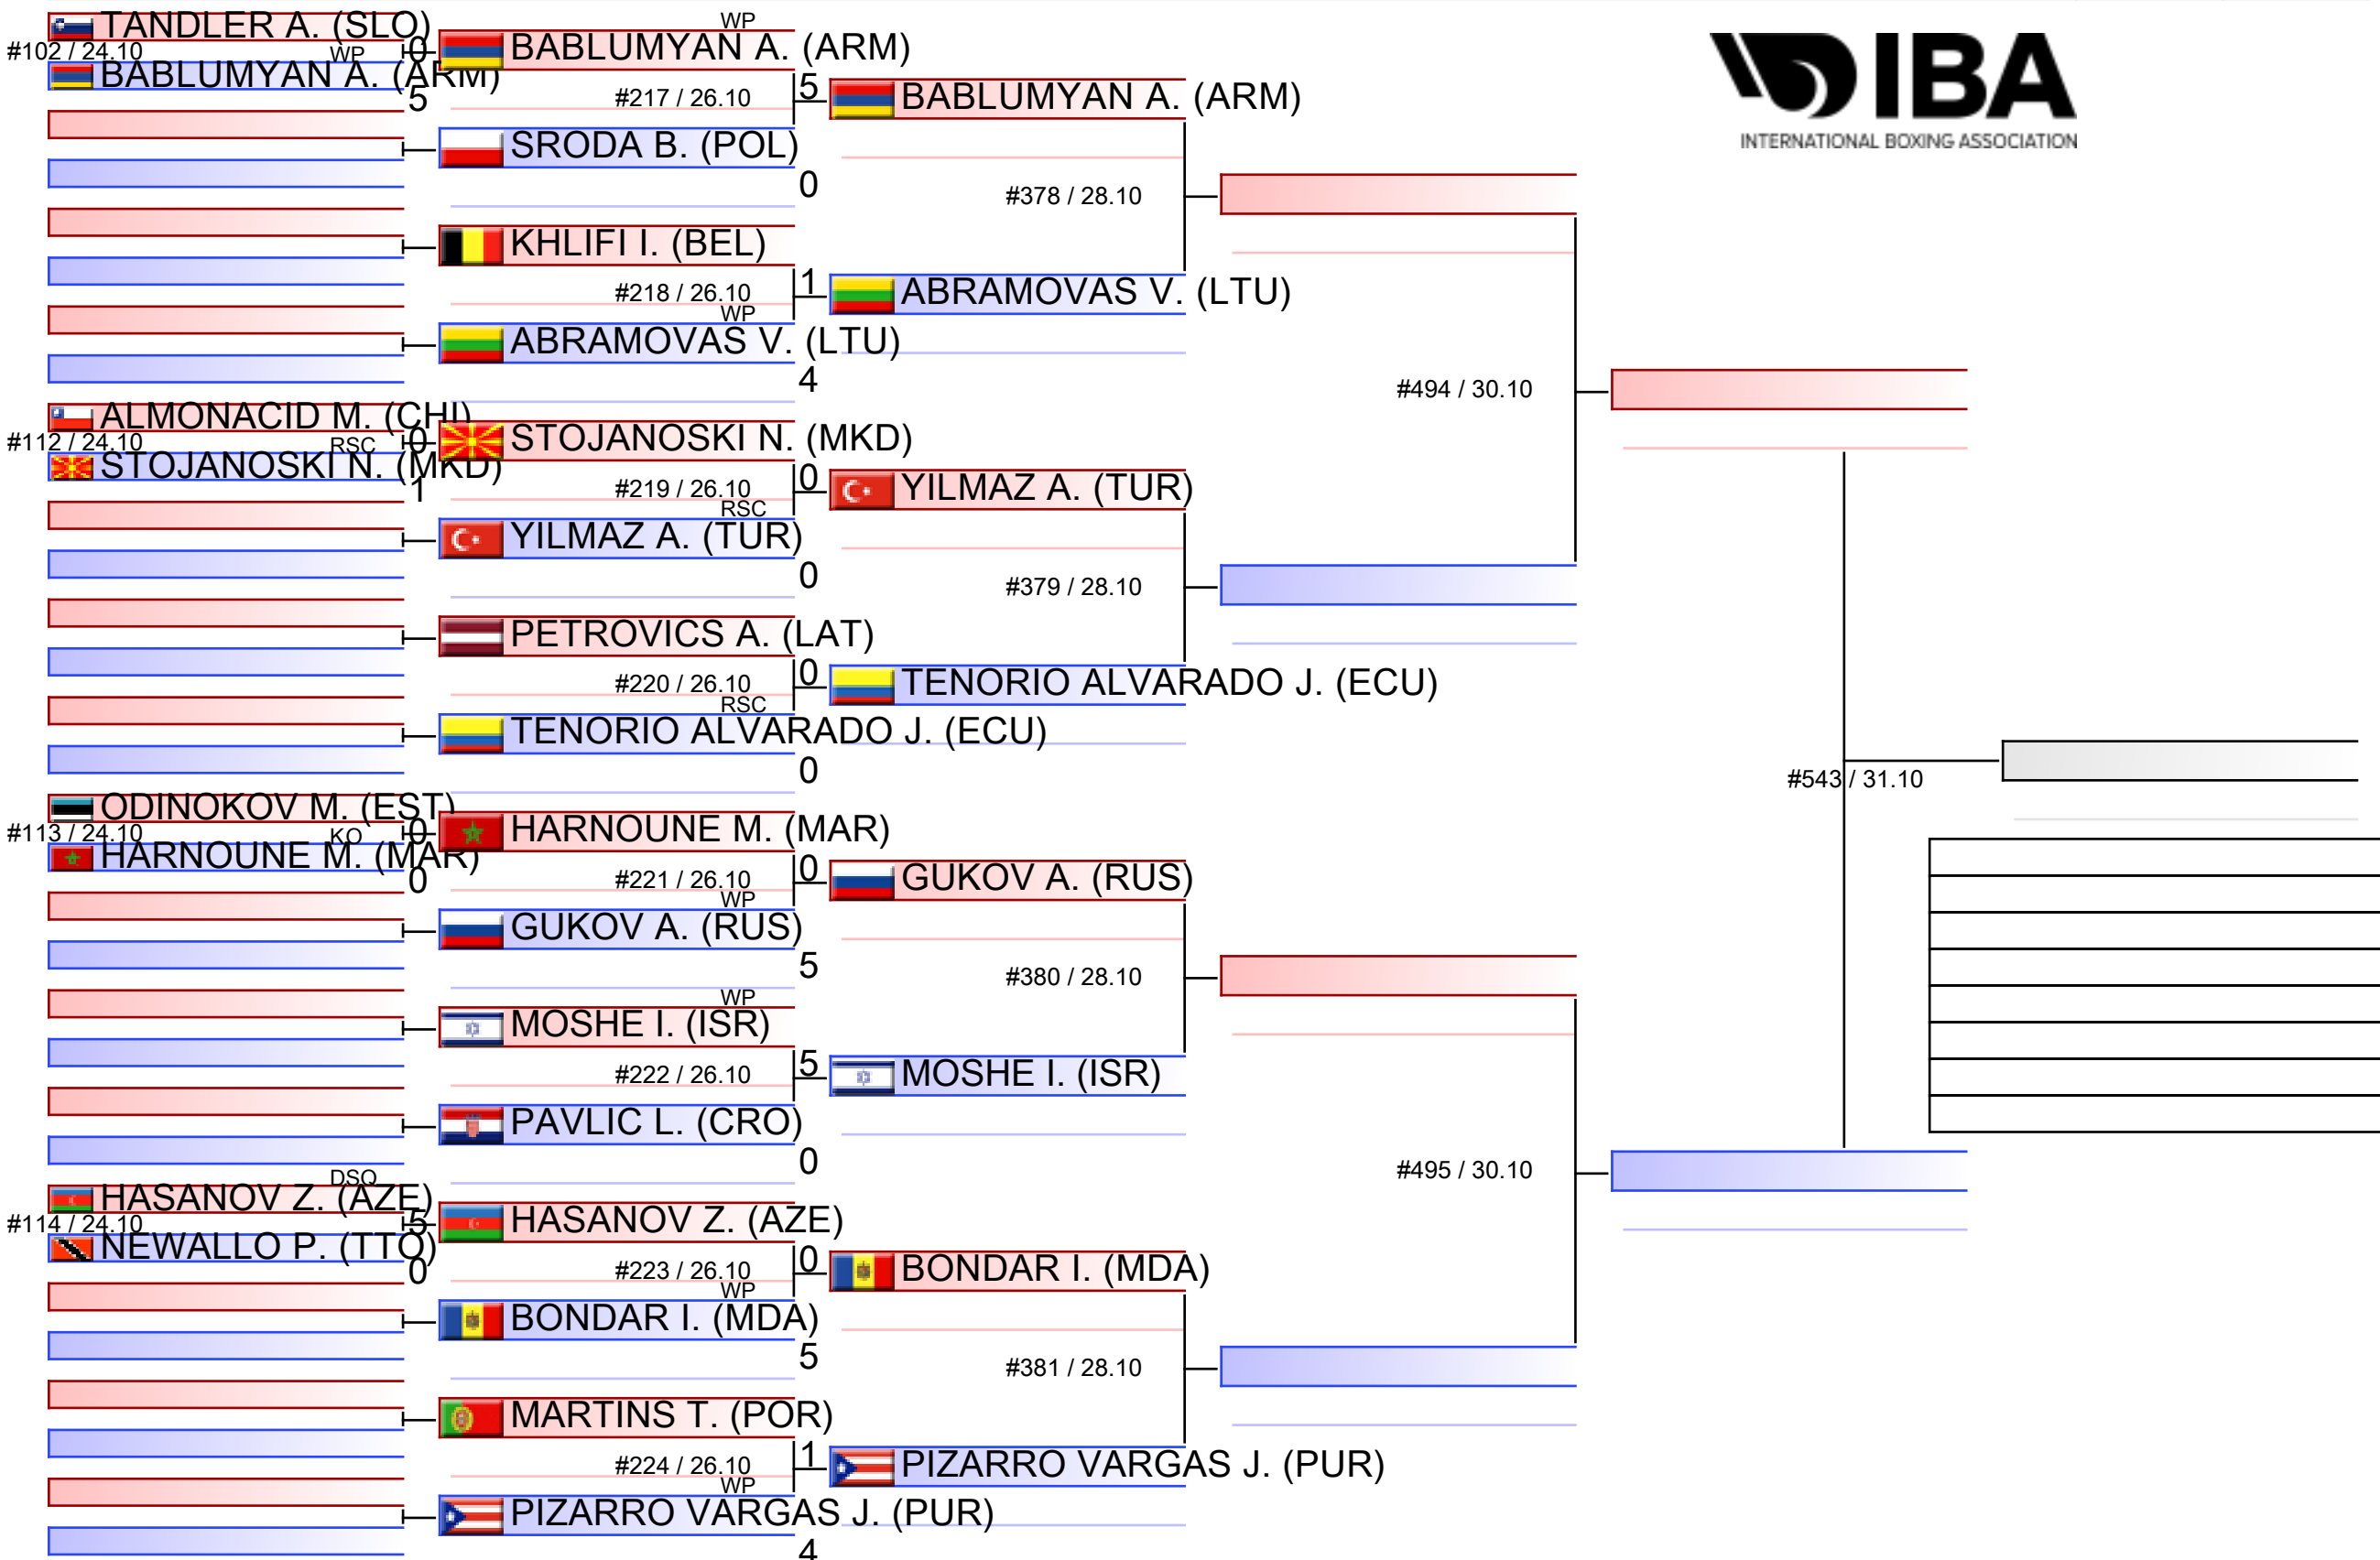 TANDLER A. (SLO)
#102 / 24.10
WP
0
BABLUMYAN A. (ARM)
5
ALMONACID M. (CHI)
#112 / 24.10
RSC
0
STOJANOSKI N. (MKD)
1
ODINOKOV M. (EST)
#113 / 24.10
KO
0
HARNOUNE M. (MAR)
0
DSQ
HASANOV Z. (AZE)
#114 / 24.10
5
NEWALLO P. (TTO)
0
WP
BABLUMYAN A. (ARM)
#217 / 26.10
5
SRODA B. (POL)
0
KHLIFI I. (BEL)
#218 / 26.10
1
WP
ABRAMOVAS V. (LTU)
4
STOJANOSKI N. (MKD)
#219 / 26.10
0
RSC
YILMAZ A. (TUR)
0
PETROVICS A. (LAT)
#220 / 26.10
0
RSC
TENORIO ALVARADO J. (ECU)
0
HARNOUNE M. (MAR)
#221 / 26.10
0
WP
GUKOV A. (RUS)
5
WP
MOSHE I. (ISR)
#222 / 26.10
5
PAVLIC L. (CRO)
0
HASANOV Z. (AZE)
#223 / 26.10
0
WP
BONDAR I. (MDA)
5
MARTINS T. (POR)
#224 / 26.10
1
WP
PIZARRO VARGAS J. (PUR)
4
BABLUMYAN A. (ARM)
#378 / 28.10
ABRAMOVAS V. (LTU)
YILMAZ A. (TUR)
#379 / 28.10
TENORIO ALVARADO J. (ECU)
GUKOV A. (RUS)
#380 / 28.10
MOSHE I. (ISR)
BONDAR I. (MDA)
#381 / 28.10
PIZARRO VARGAS J. (PUR)
#494 / 30.10
#495 / 30.10
#543 / 31.10
IBA
INTERNATIONAL BOXING ASSOCIATION